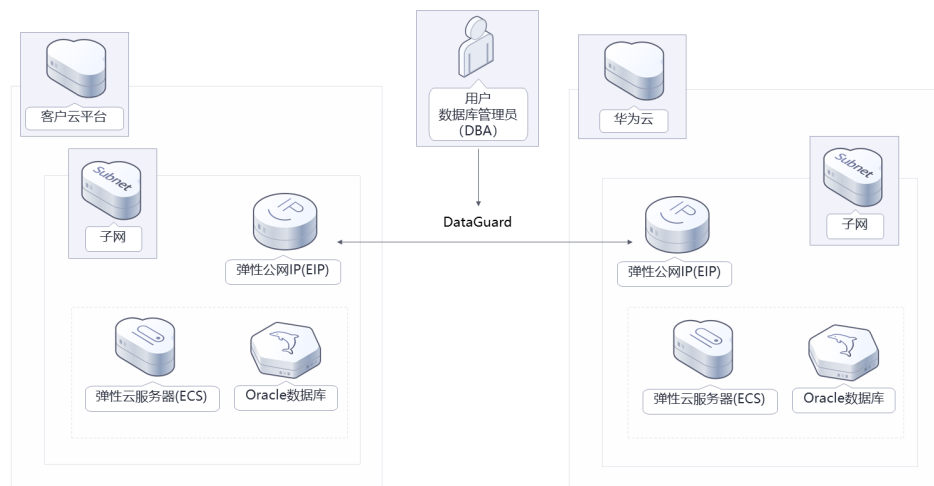 客户云平台
用户
数据库管理员
（DBA）
华为云
Subnet
子网
Subnet
子网
IP
弹性公网IP(EIP)
DataGuard
IP
弹性公网IP(EIP)
弹性云服务器(ECS)
Oracle数据库
弹性云服务器(ECS)
Oracle数据库